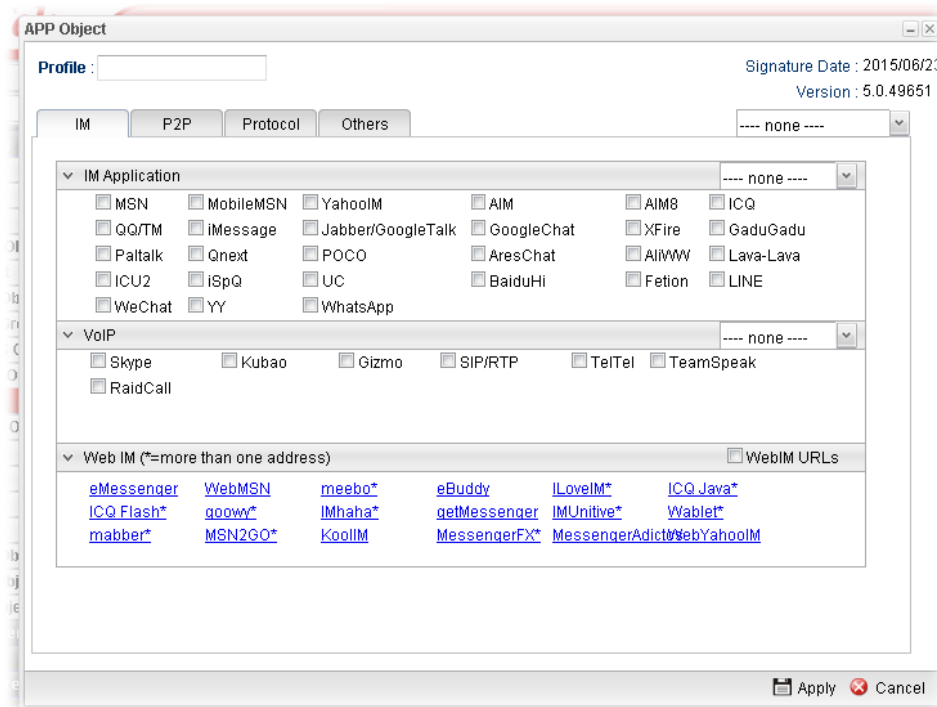 APP Object
Profile :
Signature Date : 2015/06/23
Version : 5.0.49651
IM P2P Protocol Others ---- none ----
IM Application ---- none ----
MSN MobileMSN YahooIM AIM AIM8 ICQ
QQ/TM iMessage Jabber/GoogleTalk GoogleChat XFire GaduGadu
Paltalk Qnext POCO AresChat AliWW Lava-Lava
ICU2 iSpQ UC BaiduHi Fetion LINE
WeChat YY WhatsApp
VoIP ---- none ----
Skype Kubao Gizmo SIP/RTP TelTel TeamSpeak
RaidCall
Web IM (*=more than one address) WebIM URLs
eMessenger WebMSN meebo* eBuddy ILoveIM* ICQ Java*
ICQ Flash* goowy* IMhaha* getMessenger IMUnitive* Wablet*
mabber* MSN2GO* KoolIM MessengerFX* MessengerAdictos WebYahooIM
Apply Cancel